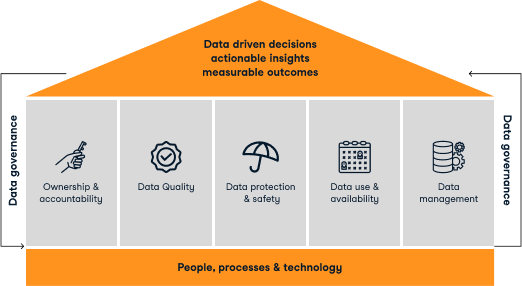 Data driven decisions
actionable insights
measurable outcomes
Data governance
Ownership &
accountability
Data Quality
Data protection
& safety
Data use &
availability
Data
management
Data governance
People, processes & technology